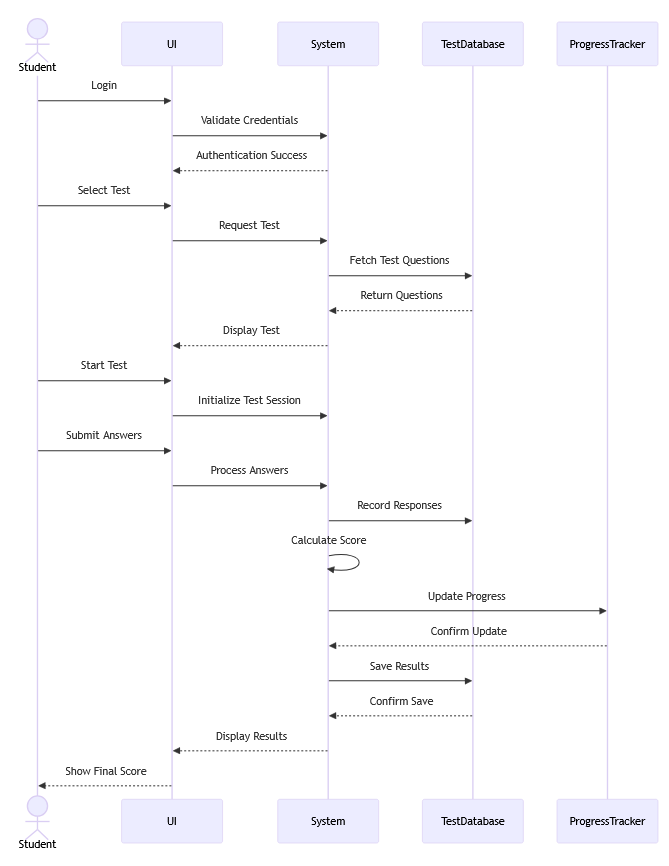 Student
UI
System
TestDatabase
ProgressTracker
Login
Validate Credentials
Authentication Success
Select Test
Request Test
Fetch Test Questions
Return Questions
Display Test
Start Test
Initialize Test Session
Submit Answers
Process Answers
Record Responses
Calculate Score
Update Progress
Confirm Update
Save Results
Confirm Save
Display Results
Show Final Score
Student
UI
System
TestDatabase
ProgressTracker